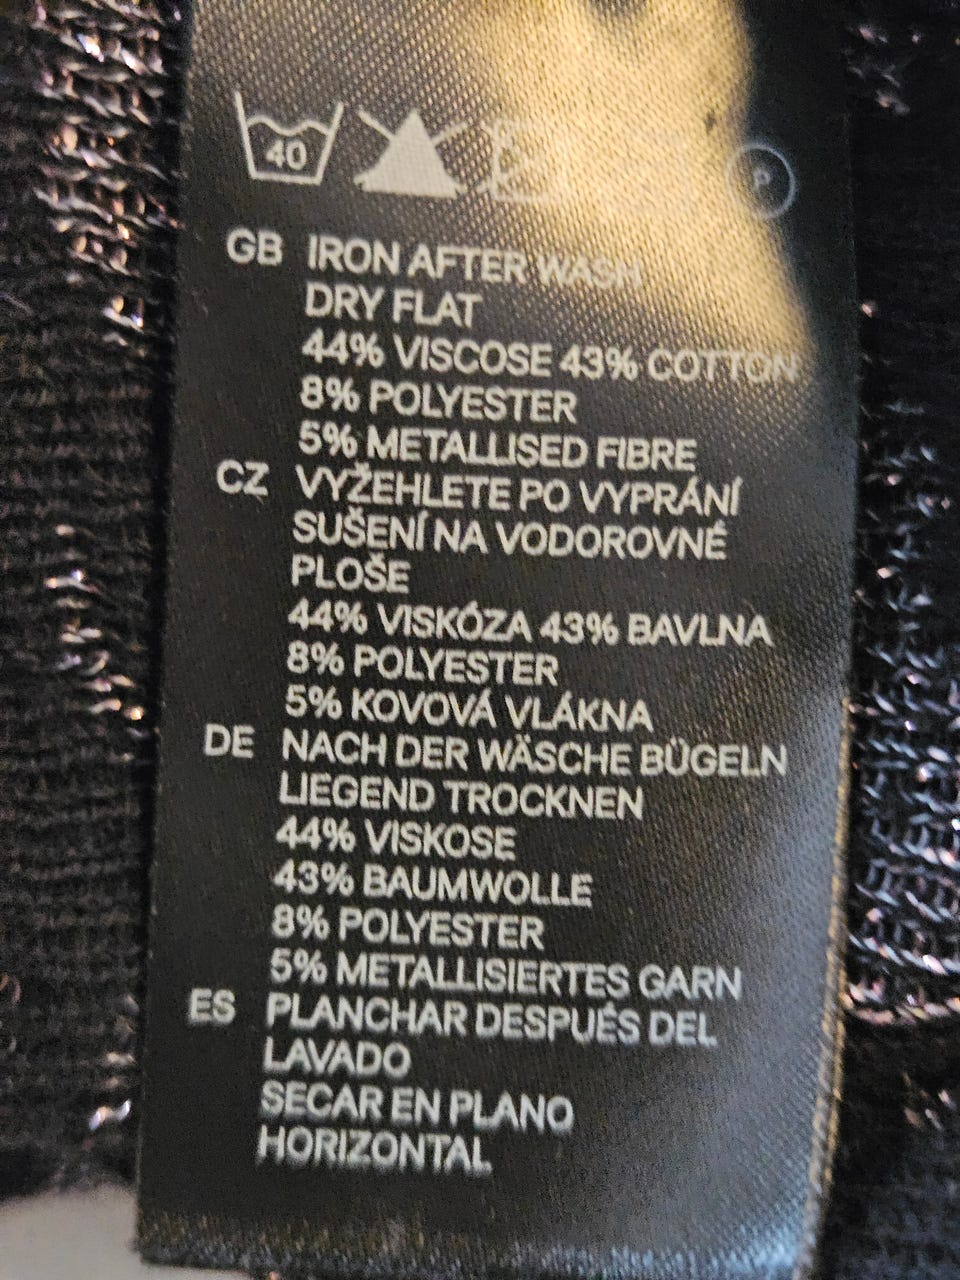 40
P
GB IRON AFTER WASH
DRY FLAT
44% VISCOSE 43% COTTON
8% POLYESTER
5% METALLISED FIBRE
CZ VYŽEHLETE PO VYPRÁNÍ
SUŠENÍ NA VODOROVNÉ
PLOŠE
44% VISKÓZA 43% BAVLNA
8% POLYESTER
5% KOVOVÁ VLÁKNA
DE NACH DER WÄSCHE BÜGELN
LIEGEND TROCKNEN
44% VISKOSE
43% BAUMWOLLE
8% POLYESTER
5% METALLISIERTES GARN
ES PLANCHAR DESPUÉS DEL
LAVADO
SECAR EN PLANO
HORIZONTAL